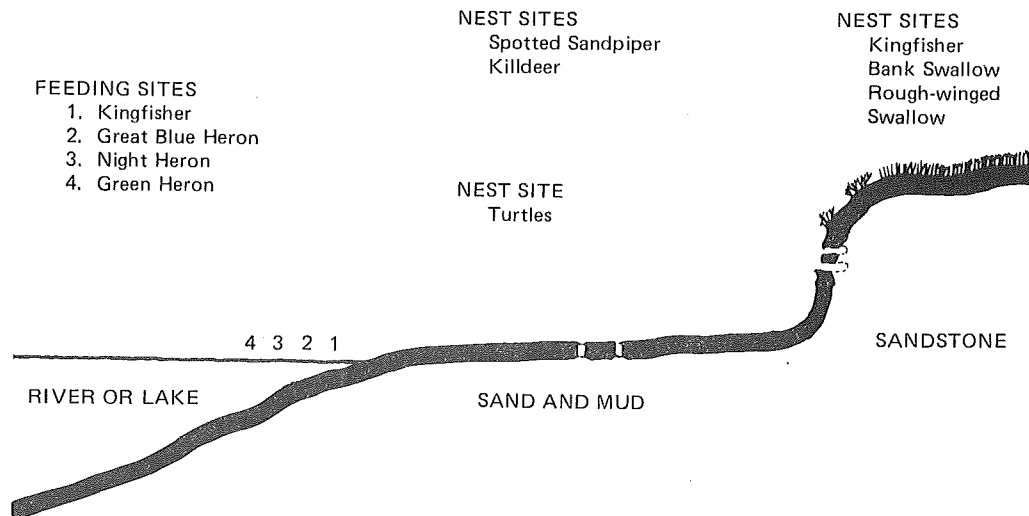 NEST SITES
Spotted Sandpiper
Killdeer
NEST SITES
Kingfisher
Bank Swallow
Rough-winged
Swallow
FEEDING SITES
1. Kingfisher
2. Great Blue Heron
3. Night Heron
4. Green Heron
NEST SITE
Turtles
4 3 2 1
RIVER OR LAKE
SAND AND MUD
SANDSTONE